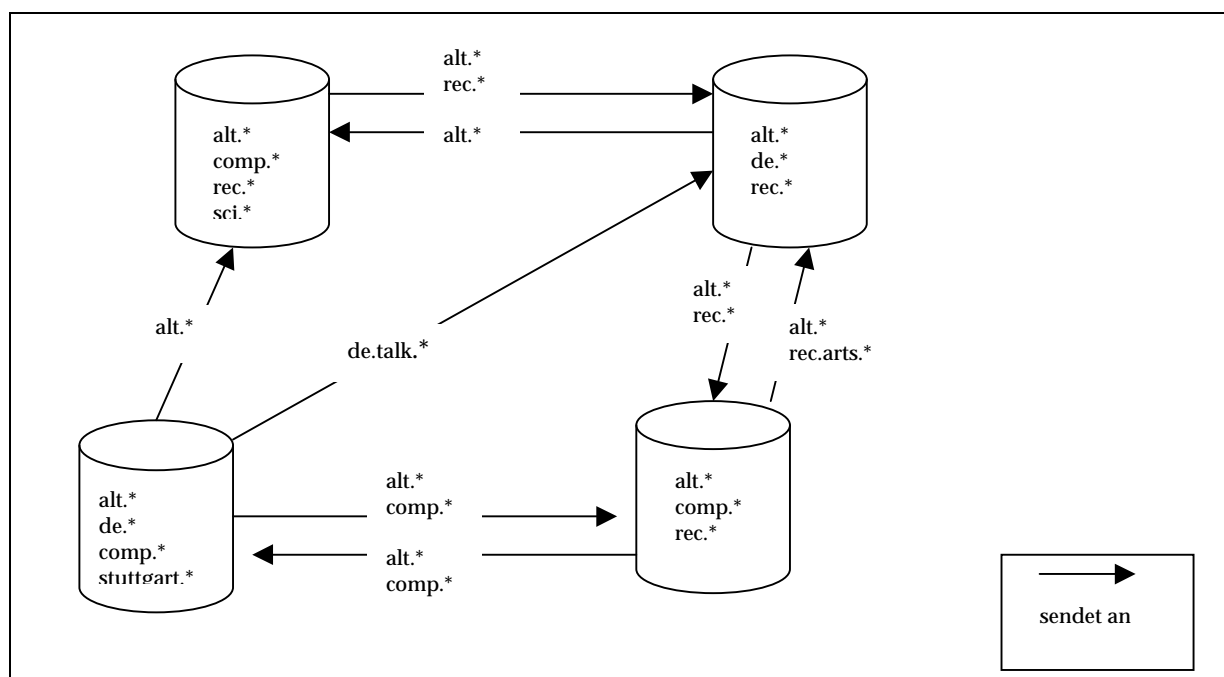 alt.*
rec.*
alt.*
alt.*
comp.*
rec.*
sci.*
alt.*
de.*
rec.*
alt.*
de.talk.*
alt.*
rec.*
alt.*
rec.arts.*
alt.*
de.*
comp.*
stuttgart.*
alt.*
comp.*
alt.*
comp.*
alt.*
comp.*
rec.*
sendet an